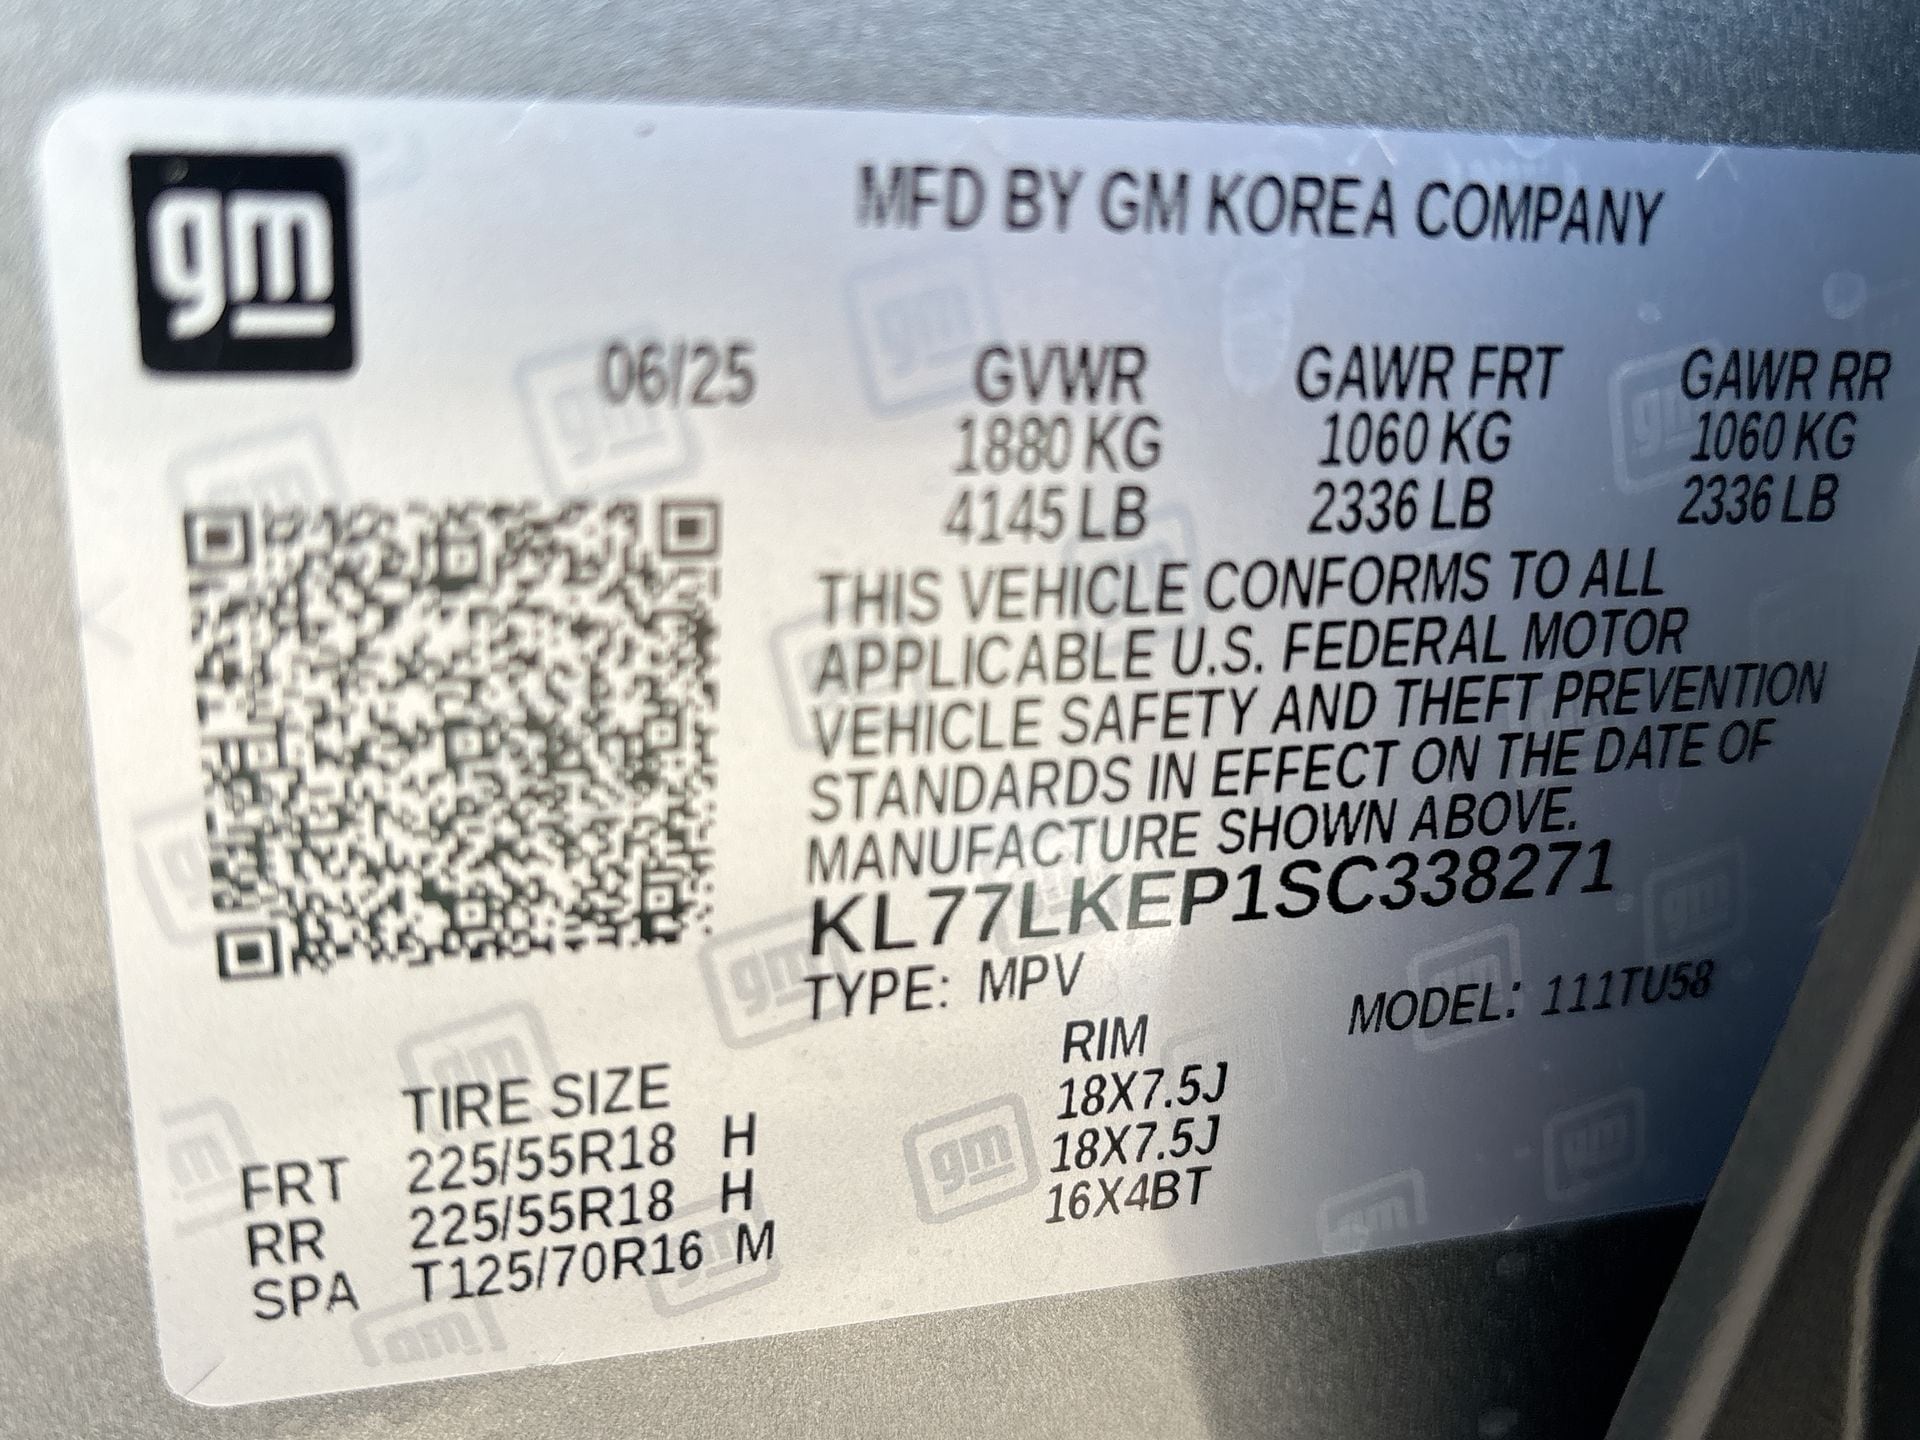 gm
MFD BY GM KOREA COMPANY
06/25 GVWR GAWR FRT GAWR RR
1880 KG 1060 KG 1060 KG
4145 LB 2336 LB 2336 LB
THIS VEHICLE CONFORMS TO ALL
APPLICABLE U.S. FEDERAL MOTOR
VEHICLE SAFETY AND THEFT PREVENTION
STANDARDS IN EFFECT ON THE DATE OF
MANUFACTURE SHOWN ABOVE.
KL77LKEP1SC338271
TYPE: MPV MODEL: 111TU58
TIRE SIZE RIM
FRT 225/55R18 H 18X7.5J
RR 225/55R18 H 18X7.5J
SPA T125/70R16 M 16X4BT